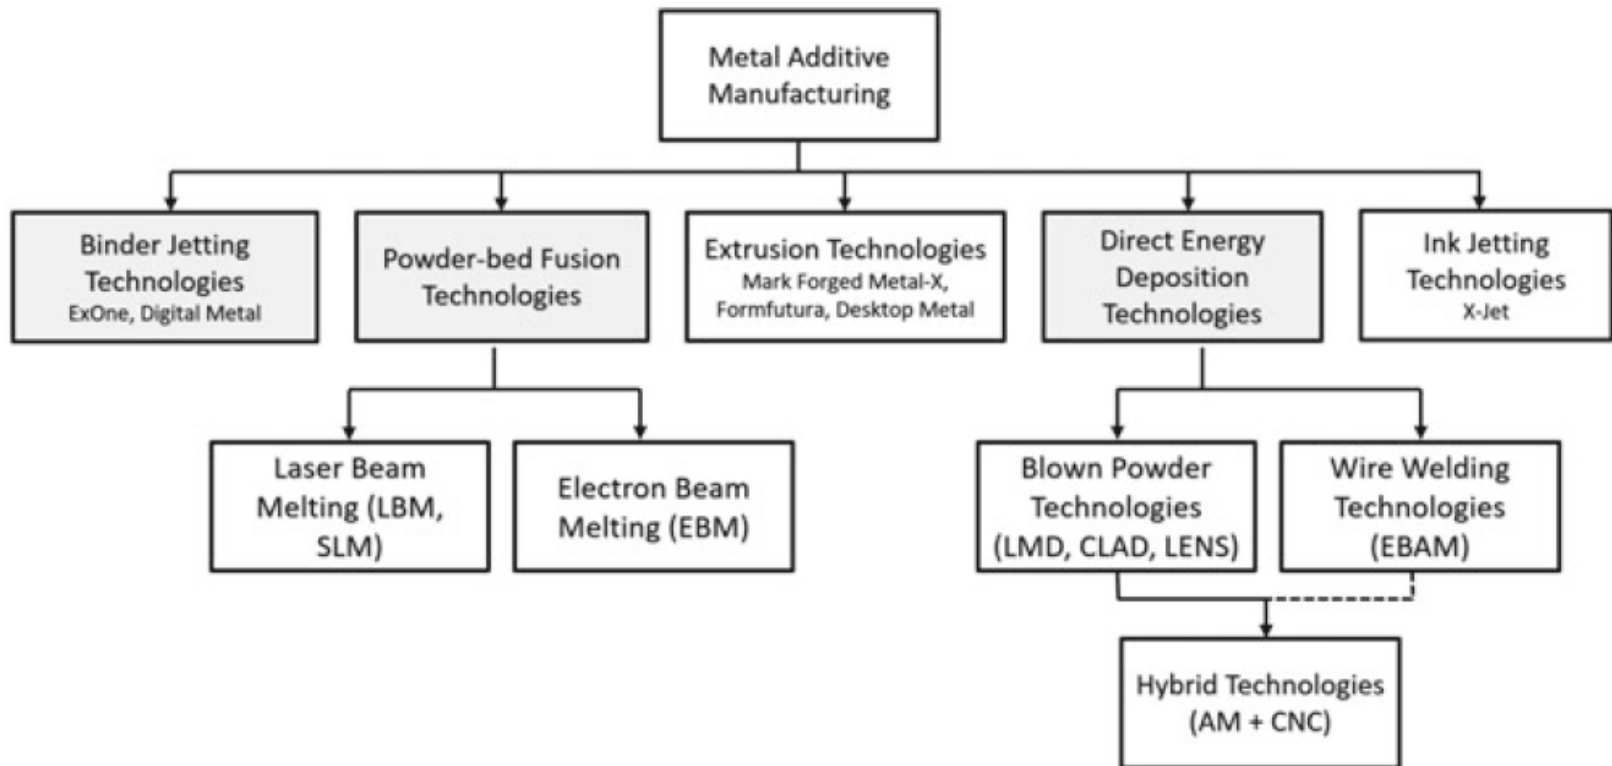 Metal Additive
Manufacturing
Binder Jetting
Technologies
ExOne, Digital Metal
Powder-bed Fusion
Technologies
Extrusion Technologies
Mark Forged Metal-X,
Formfutura, Desktop Metal
Direct Energy
Deposition
Technologies
Ink Jetting
Technologies
X-Jet
Laser Beam
Melting (LBM,
SLM)
Electron Beam
Melting (EBM)
Blown Powder
Technologies
(LMD, CLAD, LENS)
Wire Welding
Technologies
(EBAM)
Hybrid Technologies
(AM + CNC)